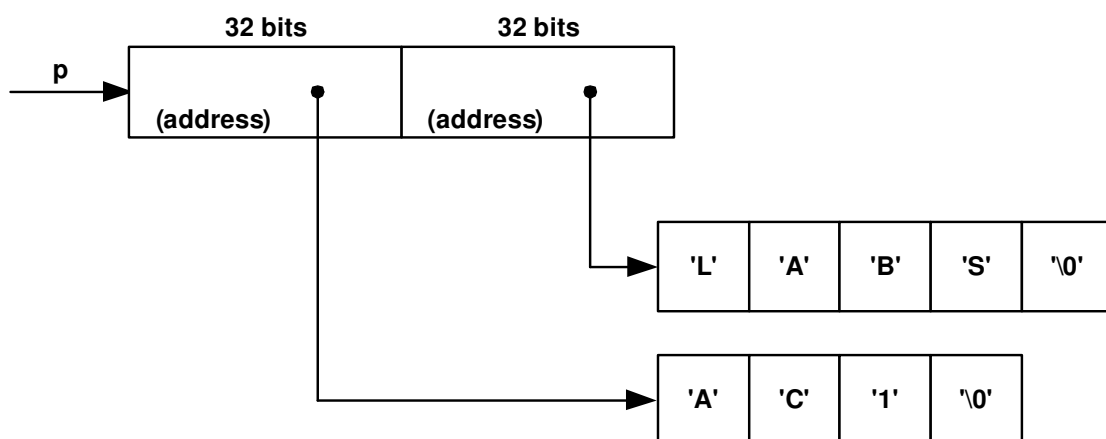 32 bits 32 bits
p
(address) (address)
'L' 'A' 'B' 'S' '\0'
'A' 'C' '1' '\0'